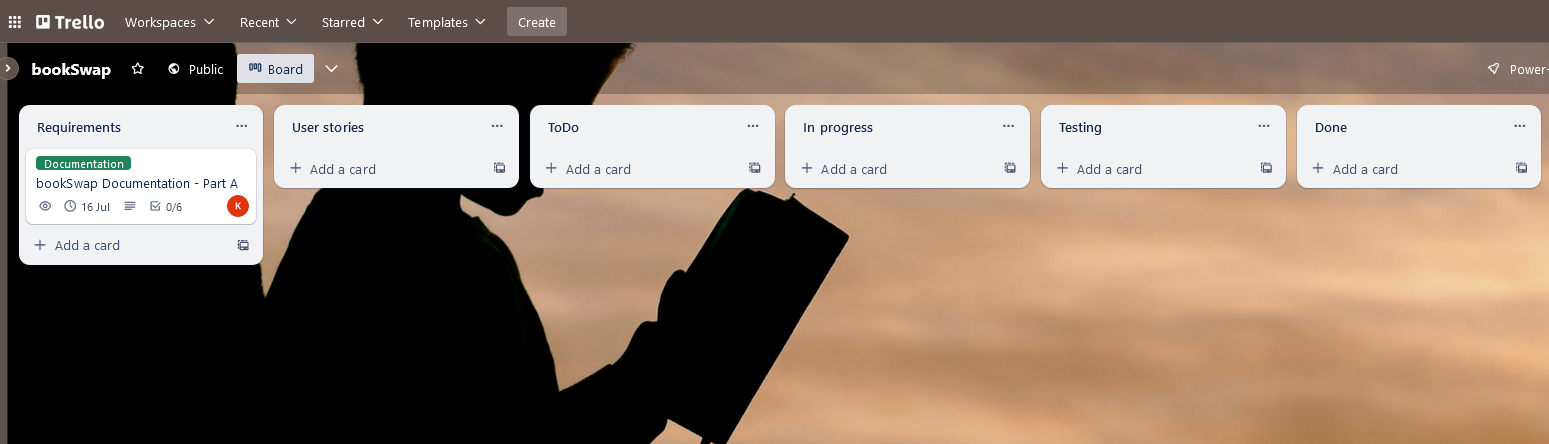 Trello Workspaces Recent Starred Templates Create
bookSwap Public Board Power-
Requirements User stories ToDo In progress Testing Done
Documentation
bookSwap Documentation - Part A
16 Jul 0/6 K
Add a card
Add a card
Add a card
Add a card
Add a card
Add a card